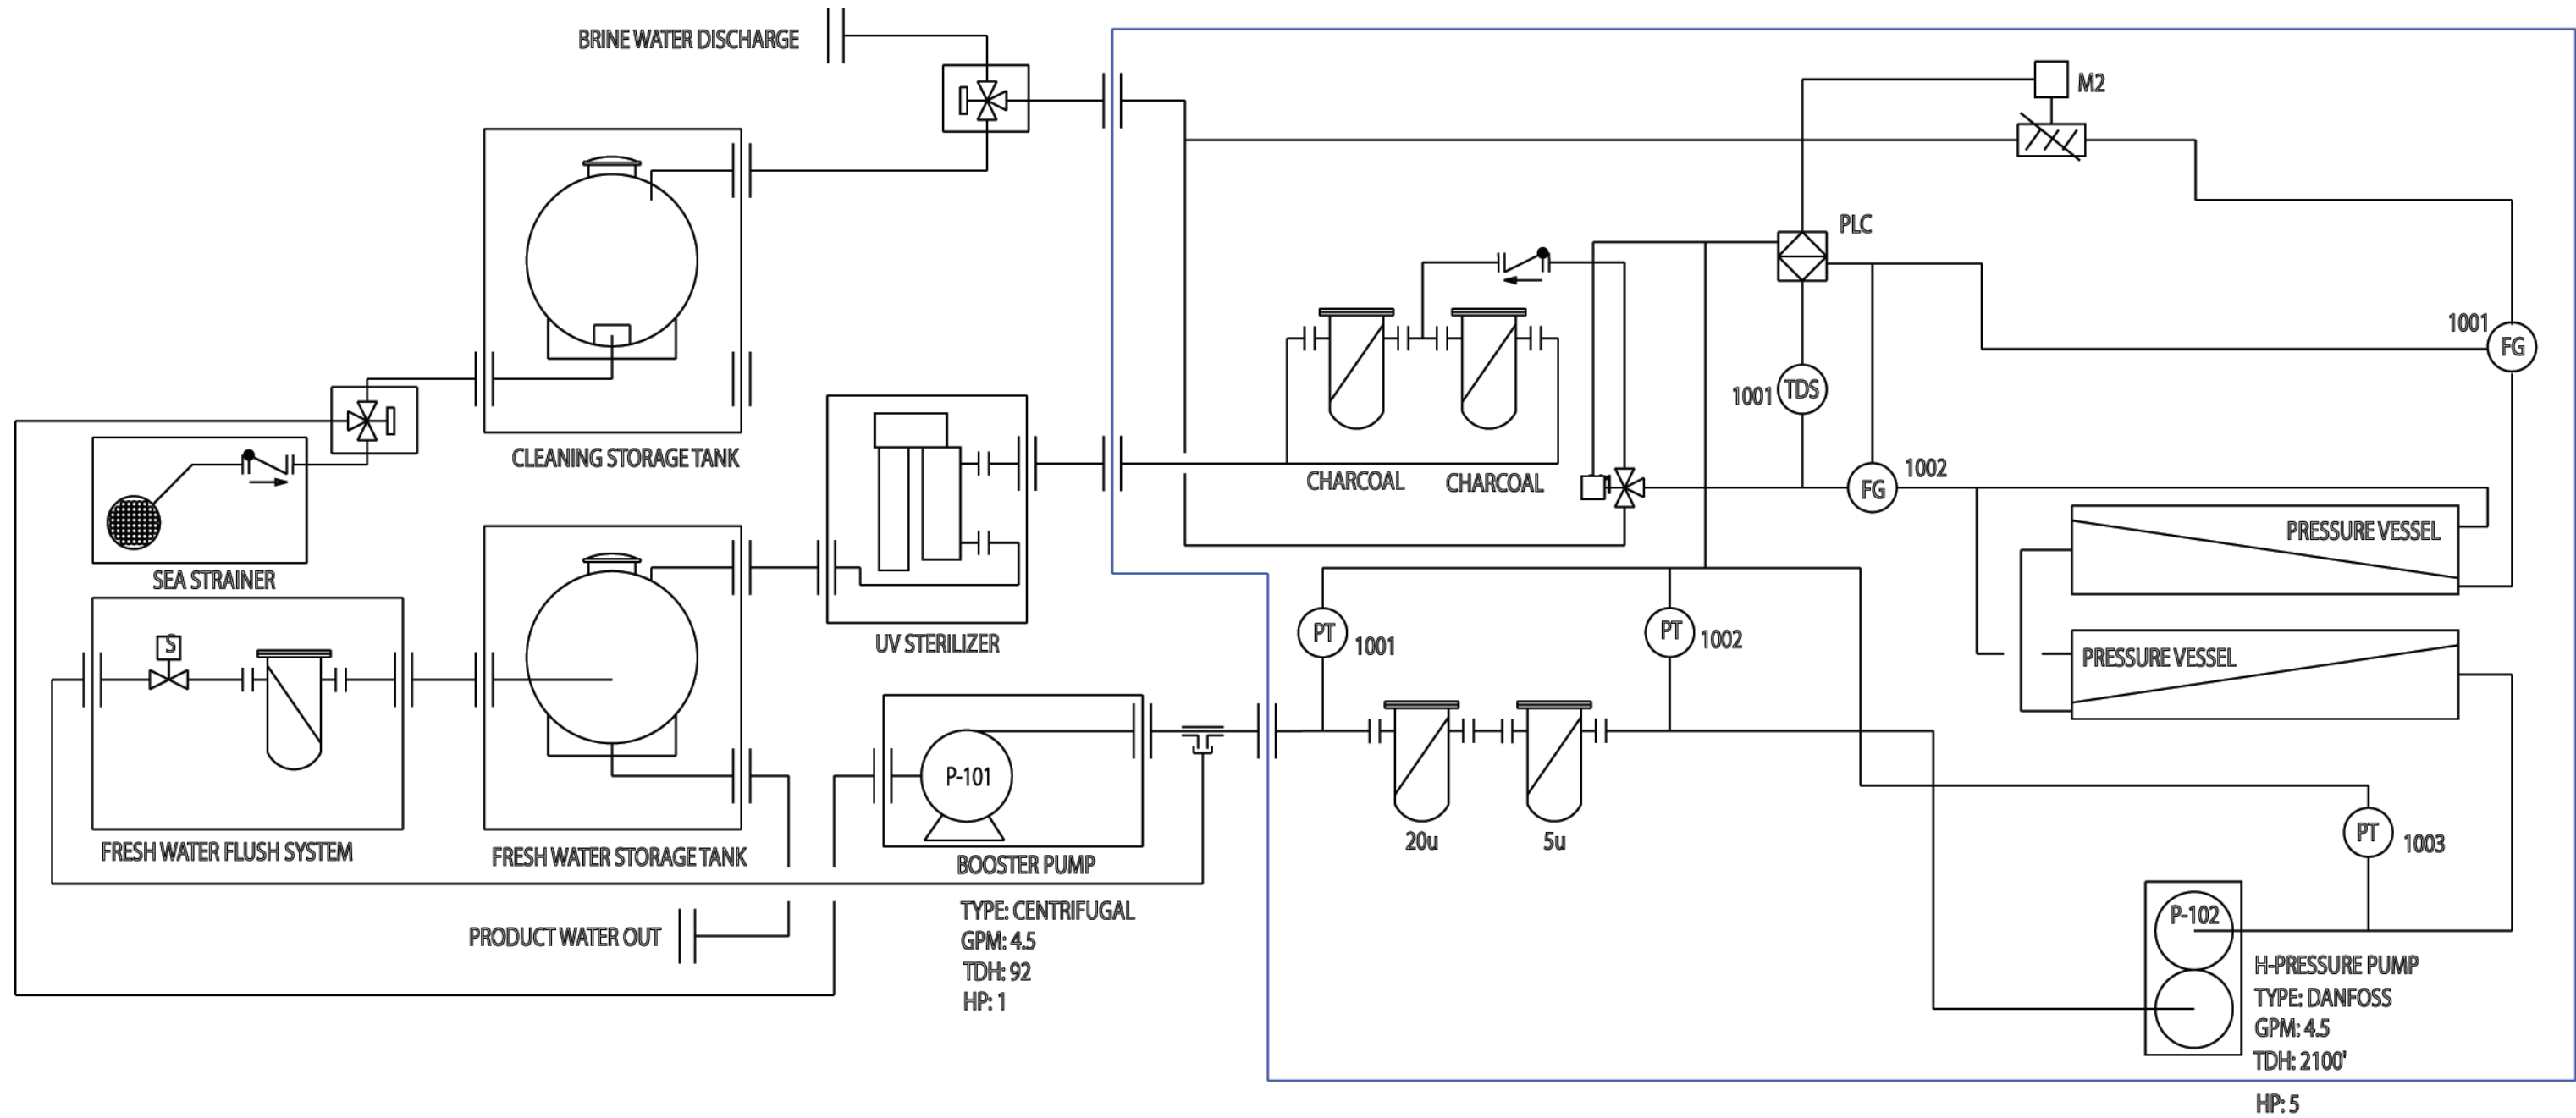 BRINE WATER DISCHARGE
M2
PLC
1001
FG
1001
TDS
CLEANING STORAGE TANK
CHARCOAL
CHARCOAL
1002
FG
PRESSURE VESSEL
SEA STRAINER
S
UV STERILIZER
PT
1001
PT
1002
PRESSURE VESSEL
P-101
20u
5u
PT
1003
FRESH WATER FLUSH SYSTEM
FRESH WATER STORAGE TANK
BOOSTER PUMP
TYPE: CENTRIFUGAL
GPM: 4.5
TDH: 92
HP: 1
PRODUCT WATER OUT
P-102
H-PRESSURE PUMP
TYPE: DANFOSS
GPM: 4.5
TDH: 2100'
HP: 5